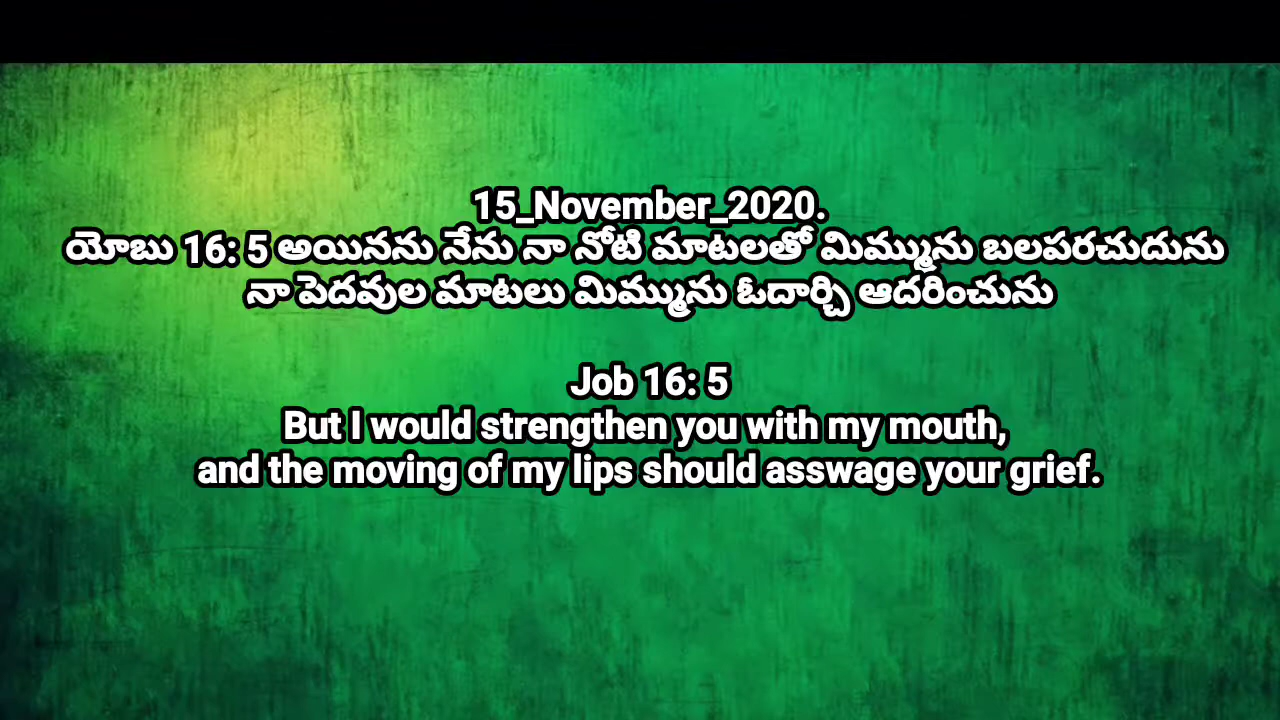 15_November_2020.
యోబు 16: 5 అయినను నేను నా నోటి మాటలతో మిమ్మును బలపరచుదును
నా పెదవుల మాటలు మిమ్మును ఓదార్చి ఆదరించును
Job 16: 5
But I would strengthen you with my mouth,
and the moving of my lips should asswage your grief.